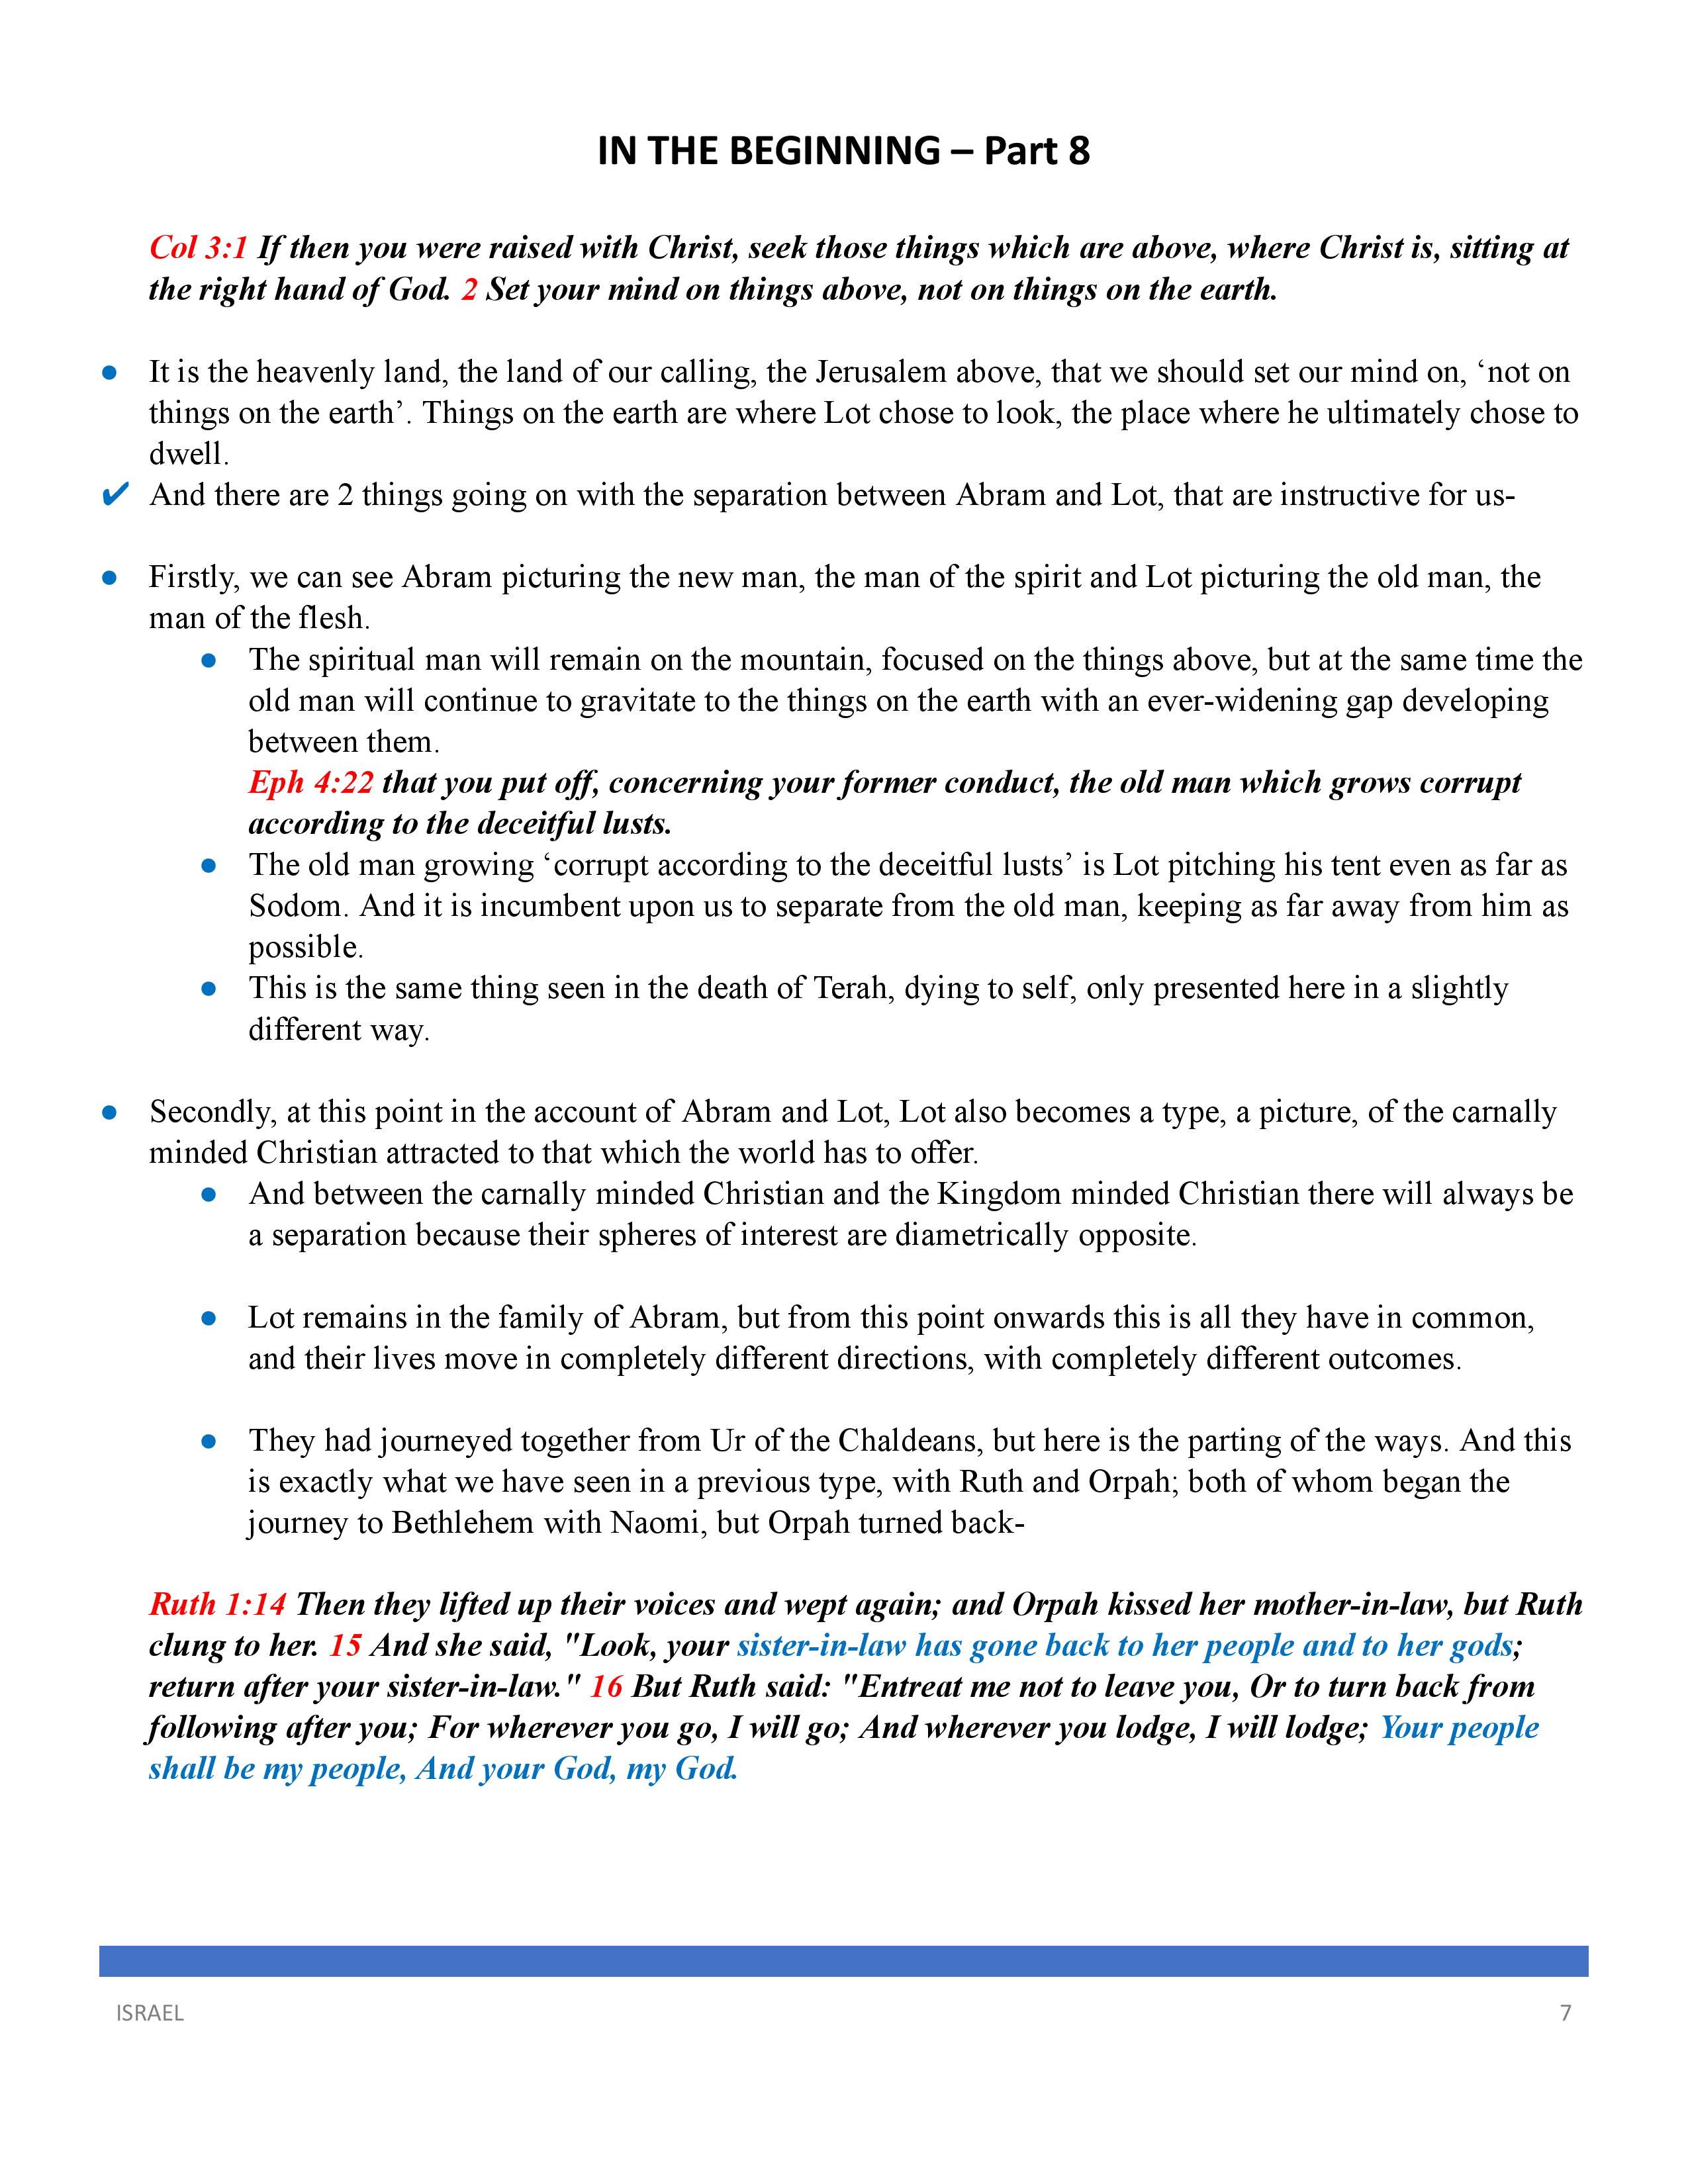 IN THE BEGINNING – Part 8
Col 3:1 If then you were raised with Christ, seek those things which are above, where Christ is, sitting at
the right hand of God. 2 Set your mind on things above, not on things on the earth.
● It is the heavenly land, the land of our calling, the Jerusalem above, that we should set our mind on, ‘not on
things on the earth’. Things on the earth are where Lot chose to look, the place where he ultimately chose to
dwell.
✔ And there are 2 things going on with the separation between Abram and Lot, that are instructive for us-
● Firstly, we can see Abram picturing the new man, the man of the spirit and Lot picturing the old man, the
man of the flesh.
● The spiritual man will remain on the mountain, focused on the things above, but at the same time the
old man will continue to gravitate to the things on the earth with an ever-widening gap developing
between them.
Eph 4:22 that you put off, concerning your former conduct, the old man which grows corrupt
according to the deceitful lusts.
● The old man growing ‘corrupt according to the deceitful lusts’ is Lot pitching his tent even as far as
Sodom. And it is incumbent upon us to separate from the old man, keeping as far away from him as
possible.
● This is the same thing seen in the death of Terah, dying to self, only presented here in a slightly
different way.
● Secondly, at this point in the account of Abram and Lot, Lot also becomes a type, a picture, of the carnally
minded Christian attracted to that which the world has to offer.
● And between the carnally minded Christian and the Kingdom minded Christian there will always be
a separation because their spheres of interest are diametrically opposite.
● Lot remains in the family of Abram, but from this point onwards this is all they have in common,
and their lives move in completely different directions, with completely different outcomes.
● They had journeyed together from Ur of the Chaldeans, but here is the parting of the ways. And this
is exactly what we have seen in a previous type, with Ruth and Orpah; both of whom began the
journey to Bethlehem with Naomi, but Orpah turned back-
Ruth 1:14 Then they lifted up their voices and wept again; and Orpah kissed her mother-in-law, but Ruth
clung to her. 15 And she said, "Look, your sister-in-law has gone back to her people and to her gods;
return after your sister-in-law." 16 But Ruth said: "Entreat me not to leave you, Or to turn back from
following after you; For wherever you go, I will go; And wherever you lodge, I will lodge; Your people
shall be my people, And your God, my God.
ISRAEL 7